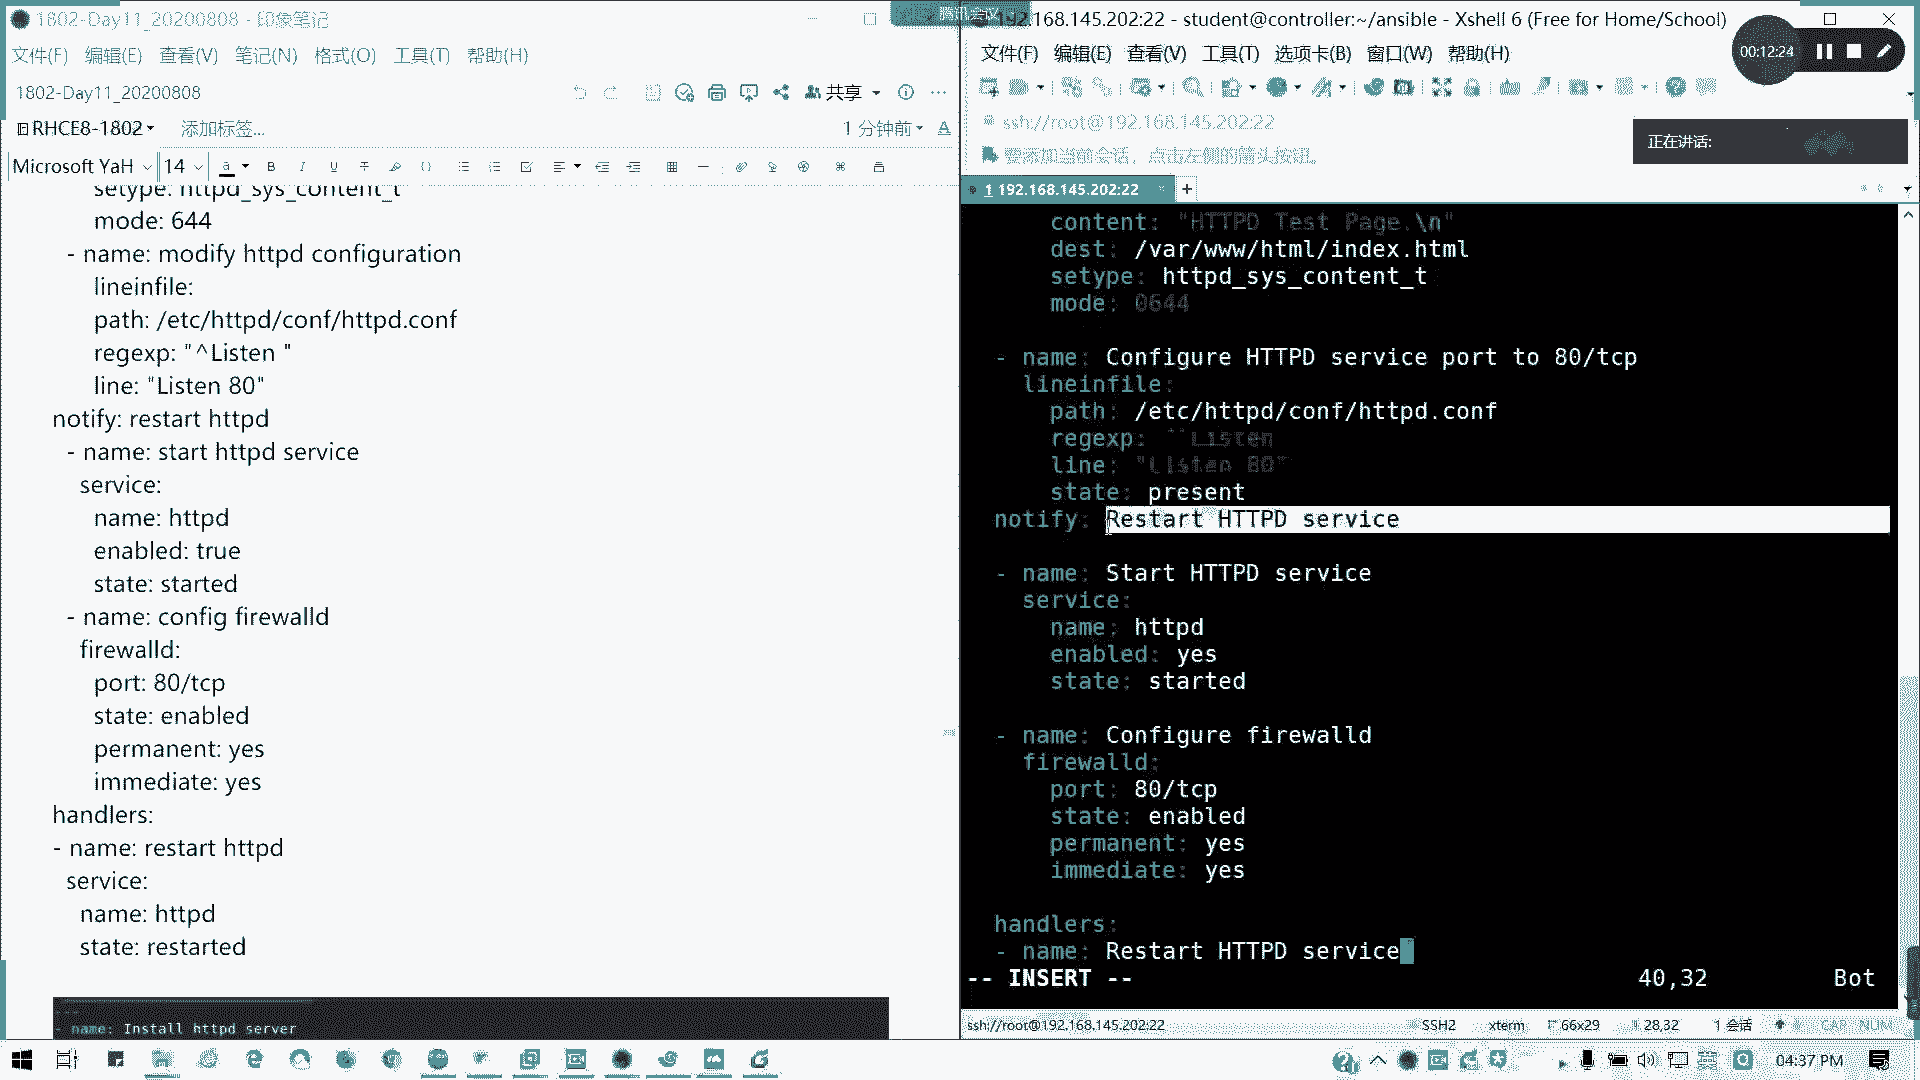 1802-Day11_20200808 - 印象笔记
文件(F) 编辑(E) 查看(V) 笔记(N) 格式(O) 工具(T) 帮助(H)
1802-Day11_20200808
共享
RHCE8-1802
添加标签...
1 分钟前
Microsoft YaH 14
setype: httpd_sys_content_t
mode: 644
- name: modify httpd configuration
lineinfile:
path: /etc/httpd/conf/httpd.conf
regexp: "^Listen "
line: "Listen 80"
notify: restart httpd
- name: start httpd service
service:
name: httpd
enabled: true
state: started
- name: config firewalld
firewalld:
port: 80/tcp
state: enabled
permanent: yes
immediate: yes
handlers:
- name: restart httpd
service:
name: httpd
state: restarted
---
- name: Install httpd server
腾讯会议
192.168.145.202:22 - student@controller:~/ansible - Xshell 6 (Free for Home/School)
文件(F) 编辑(E) 查看(V) 工具(T) 选项卡(B) 窗口(W) 帮助(H)
00:12:24
ssh://root@192.168.145.202:22
要添加当前会话，点击左侧的箭头按钮。
正在讲话:
1 192.168.145.202:22
content: "HTTPD Test Page.\n"
dest: /var/www/html/index.html
setype: httpd_sys_content_t
mode: 0644
- name: Configure HTTPD service port to 80/tcp
lineinfile:
path: /etc/httpd/conf/httpd.conf
regexp: Listen
line: "Listen 80"
state: present
notify: Restart HTTPD service
- name: Start HTTPD service
service:
name: httpd
enabled: yes
state: started
- name: Configure firewalld
firewalld:
port: 80/tcp
state: enabled
permanent: yes
immediate: yes
handlers:
- name: Restart HTTPD service
-- INSERT -- 40,32 Bot
ssh://root@192.168.145.202:22 SSH2 xterm 66x29 28,32 1 会话 CAP NUM
英
04:37 PM